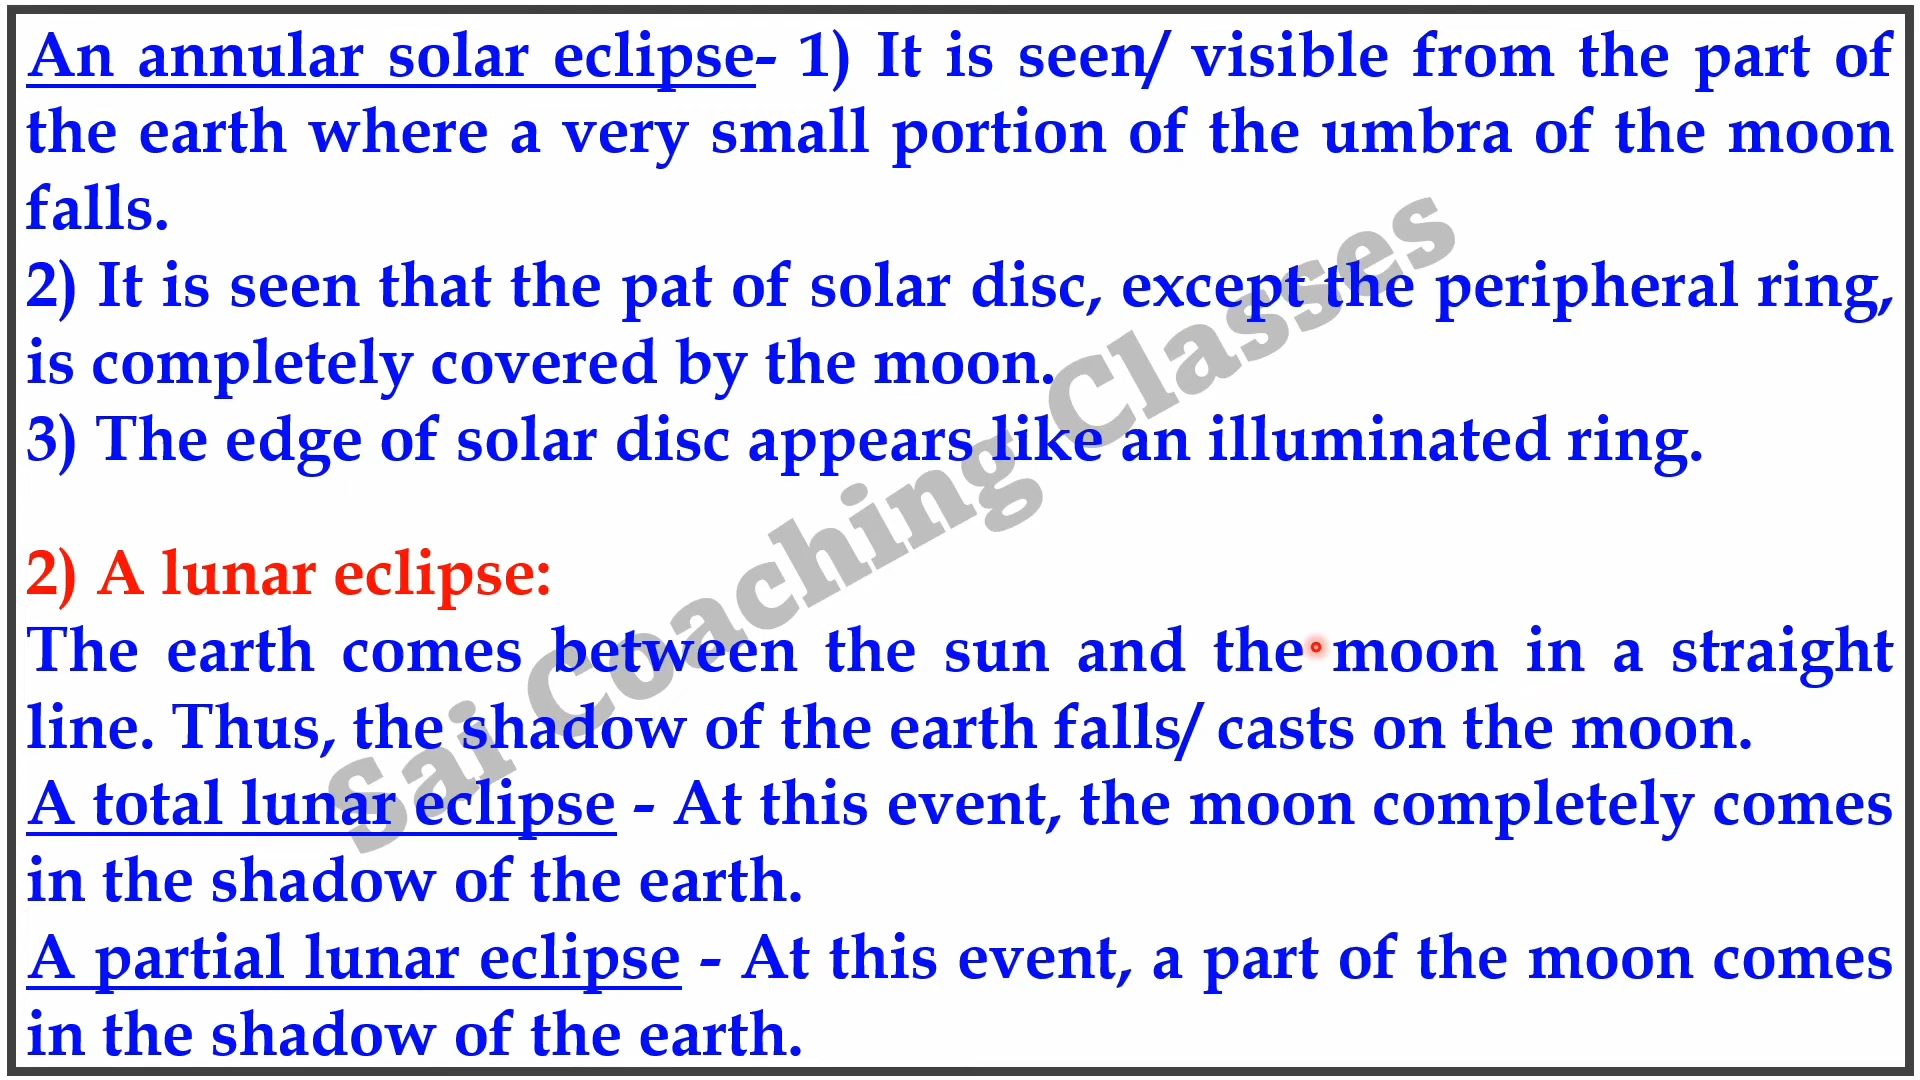 An annular solar eclipse- 1) It is seen/ visible from the part of
the earth where a very small portion of the umbra of the moon
falls.
2) It is seen that the pat of solar disc, except the peripheral ring,
is completely covered by the moon.
3) The edge of solar disc appears like an illuminated ring.
2) A lunar eclipse:
The earth comes between the sun and the moon in a straight
line. Thus, the shadow of the earth falls/ casts on the moon.
A total lunar eclipse - At this event, the moon completely comes
in the shadow of the earth.
A partial lunar eclipse - At this event, a part of the moon comes
in the shadow of the earth.
Sai Coaching Classes